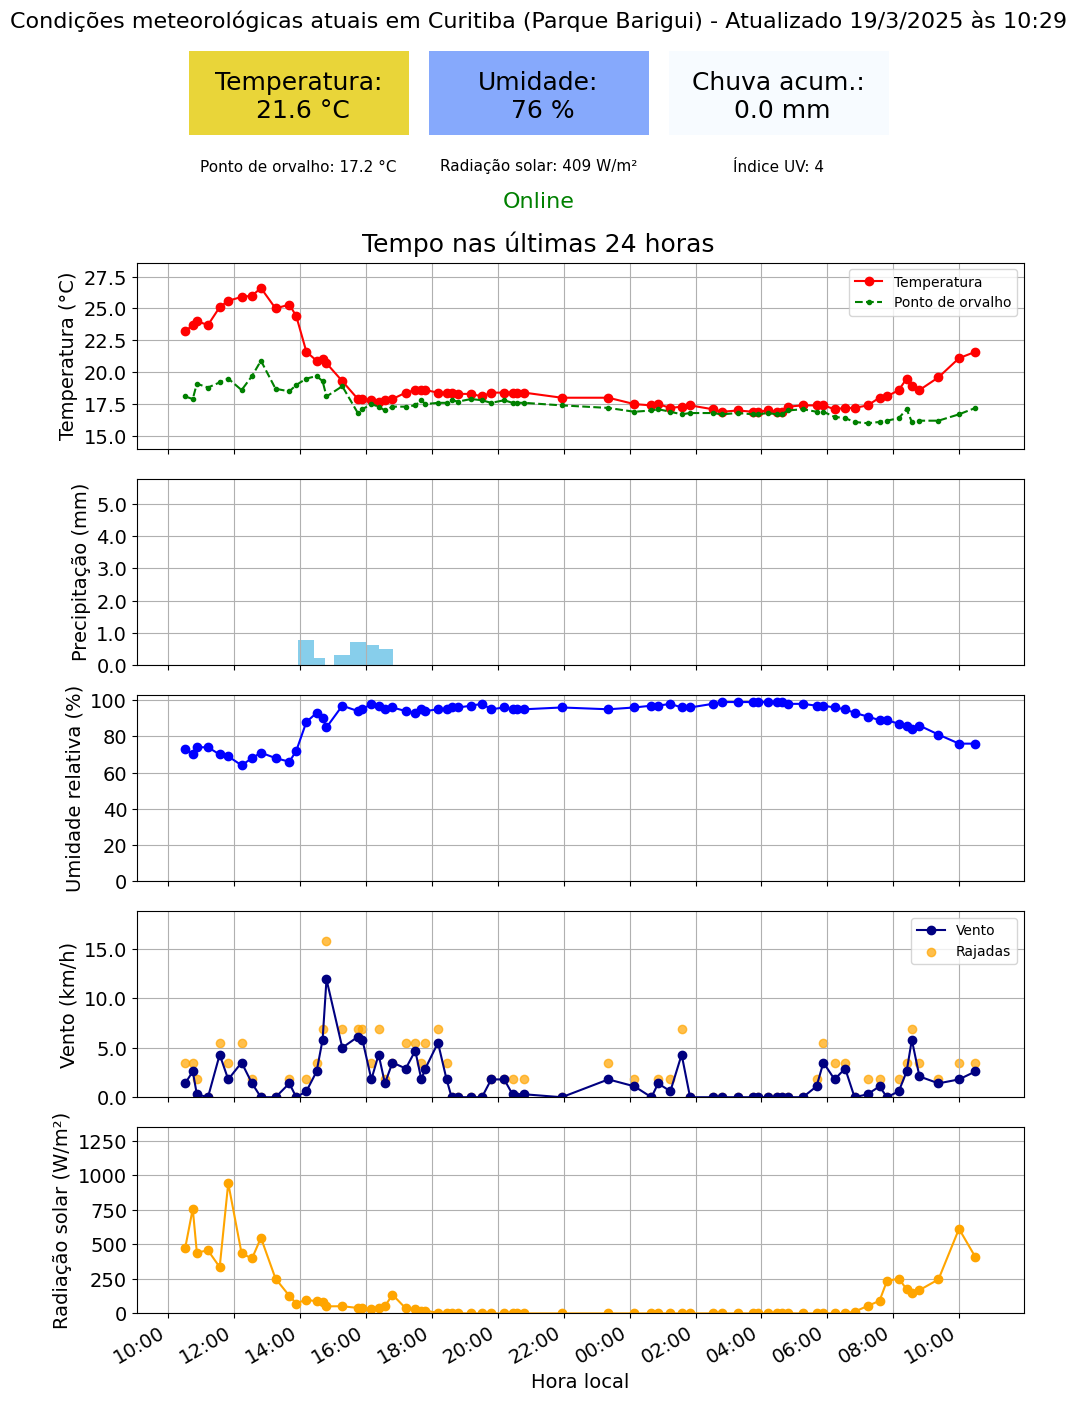 Condições meteorológicas atuais em Curitiba (Parque Barigui) - Atualizado 19/3/2025 às 10:29
Temperatura:
21.6 °C
Umidade:
76 %
Chuva acum.:
0.0 mm
Ponto de orvalho: 17.2 °C
Radiação solar: 409 W/m²
Índice UV: 4
Online
Tempo nas últimas 24 horas
Temperatura (°C)
27.5
25.0
22.5
20.0
17.5
15.0
Temperatura
Ponto de orvalho
Precipitação (mm)
5.0
4.0
3.0
2.0
1.0
0.0
Umidade relativa (%)
100
80
60
40
20
0
Vento (km/h)
15.0
10.0
5.0
0.0
Vento
Rajadas
Radiação solar (W/m²)
1250
1000
750
500
250
0
10:00
12:00
14:00
16:00
18:00
20:00
22:00
00:00
02:00
04:00
06:00
08:00
10:00
Hora local